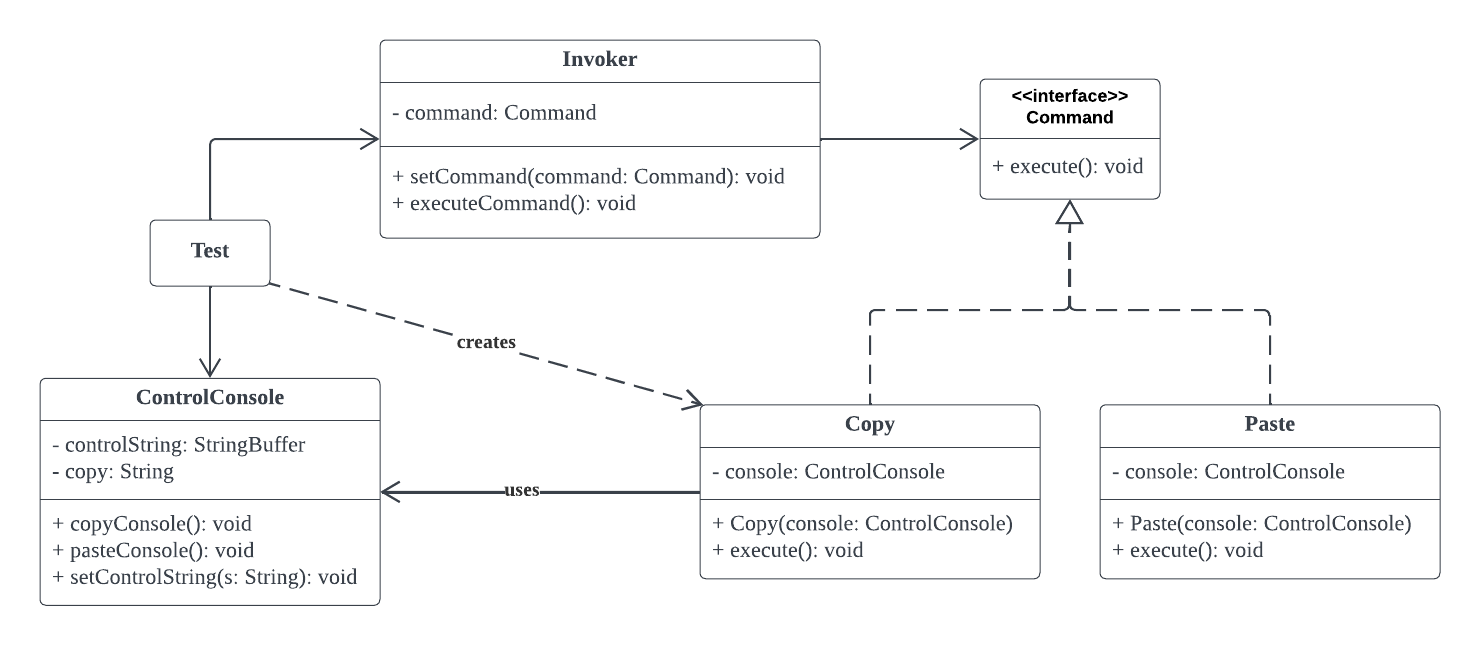 Invoker
- command: Command
+ setCommand(command: Command): void
+ executeCommand(): void
<<interface>>
Command
+ execute(): void
Test
creates
ControlConsole
- controlString: StringBuffer
- copy: String
+ copyConsole(): void
+ pasteConsole(): void
+ setControlString(s: String): void
uses
Copy
- console: ControlConsole
+ Copy(console: ControlConsole)
+ execute(): void
Paste
- console: ControlConsole
+ Paste(console: ControlConsole)
+ execute(): void